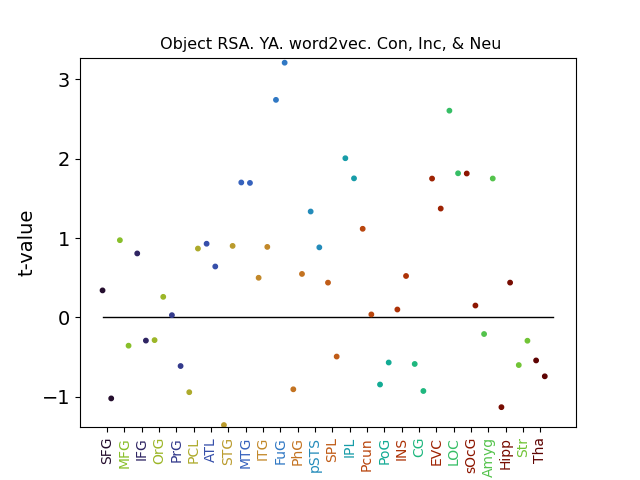 Object RSA. YA. word2vec. Con, Inc, & Neu
t-value
3
2
1
0
−1
SFG
MFG
IFG
OrG
PrG
PCL
ATL
STG
MTG
ITG
FuG
PhG
pSTS
SPL
IPL
Pcun
PoG
INS
CG
EVC
LOC
sOcG
Amyg
Hipp
Str
Tha